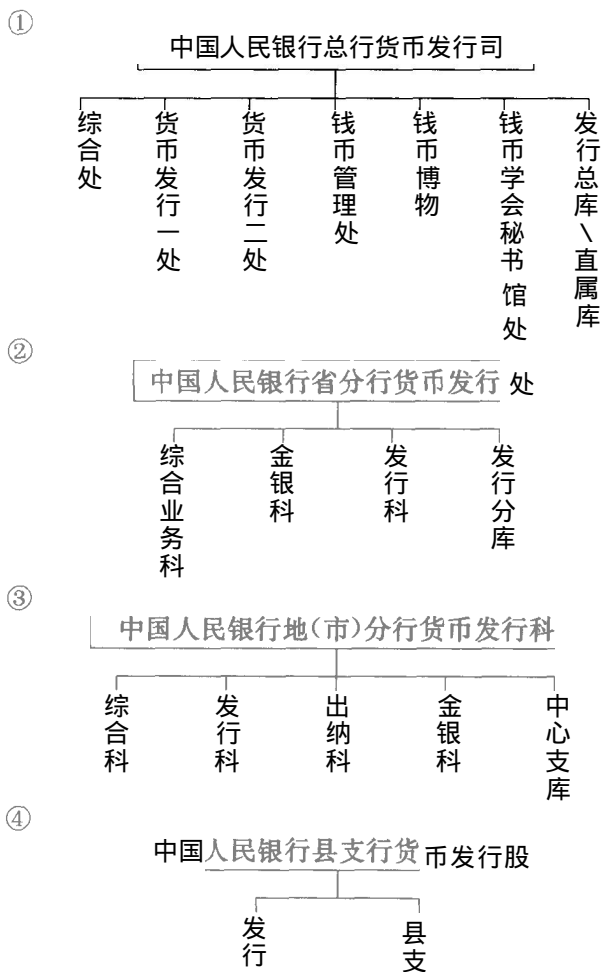 ①
中国人民银行总行货币发行司
综合处
货币发行一处
货币发行二处
钱币管理处
钱币博物
钱币学会秘书馆处
发行总库\直属库
②
中国人民银行省分行货币发行处
综合业务科
金银科
发行科
发行分库
③
中国人民银行地(市)分行货币发行科
综合科
发行科
出纳科
金银科
中心支库
④
中国人民银行县支行货币发行股
发行
县支